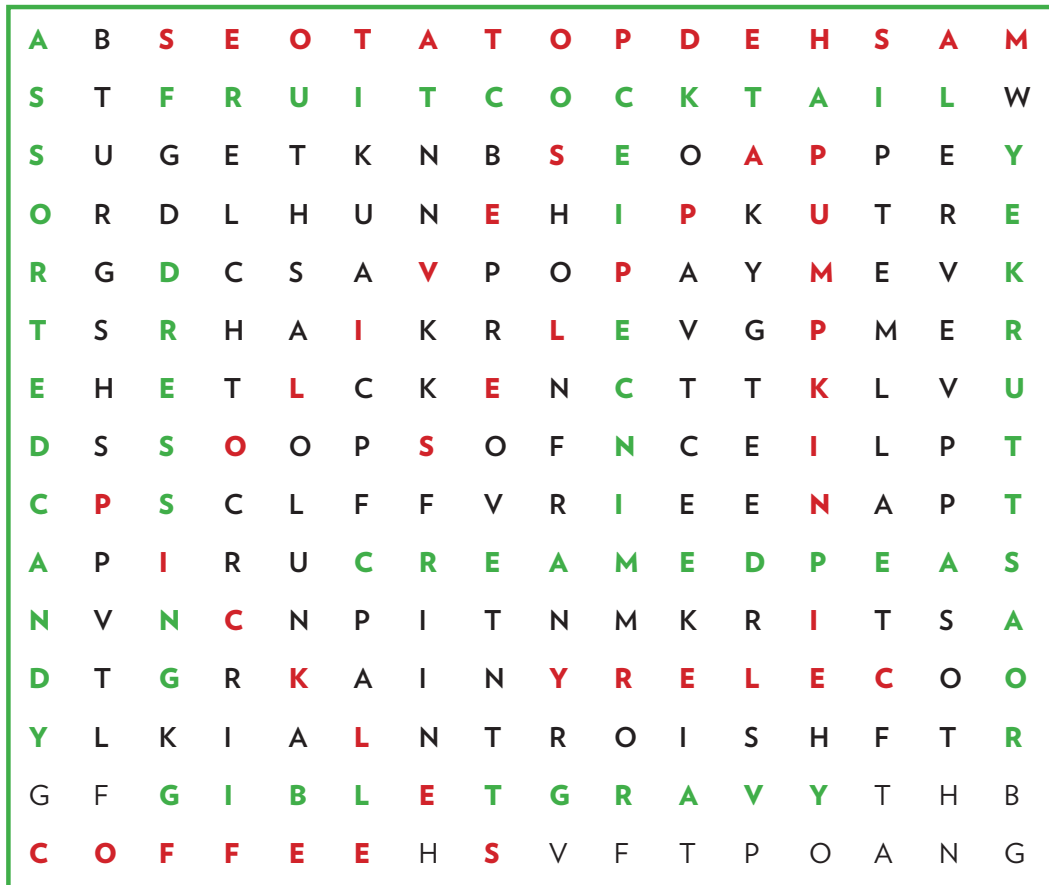 A B S E O T A T O P D E H S A M
S T F R U I T C O C K T A I L W
S U G E T K N B S E O A P P E Y
O R D L H U N E H I P K U T R E
R G D C S A V P O P A Y M E V K
T S R H A I K R L E V G P M E R
E H E T L C K E N C T T K L V U
D S S O O P S O F N C E I L P T
C P S C L F F V R I E E N A P T
A P I R U C R E A M E D P E A S
N V N C N P I T N M K R I T S A
D T G R K A I N Y R E L E C O O
Y L K I A L N T R O I S H F T R
G F G I B L E T G R A V Y T H B
C O F F E E H S V F T P O A N G